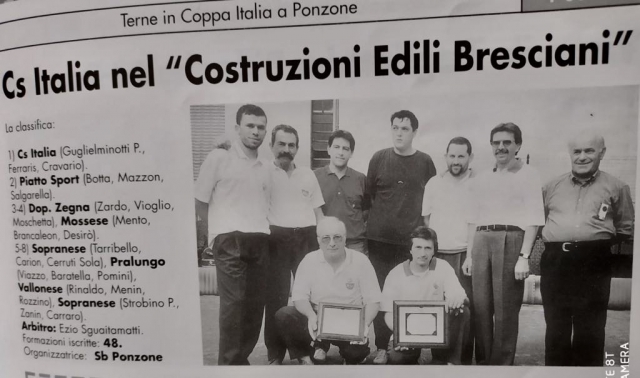 Terne in Coppa Italia a Ponzone
Cs Italia nel “Costruzioni Edili Bresciani”
La classifica:
1) Cs Italia (Guglielminotti P.,
Ferraris, Cravario).
2) Piatto Sport (Botta, Mazzon,
Salgarella).
3-4) Dop. Zegna (Zardo, Vioglio,
Moschetta), Mossese (Mento,
Brancaleon, Desirò).
5-8) Sopranese (Tarribello,
Carion, Cerruti Sola), Pralungo
(Viazzo, Baratella, Pomini),
Vallonese (Rinaldo, Menin,
Rozzino), Sopranese (Strobino P.,
Zanin, Carraro).
Arbitro: Ezio Sguaitamatti.
Formazioni iscritte: 48.
Organizzatrice: Sb Ponzone
E 8T
CAMERA